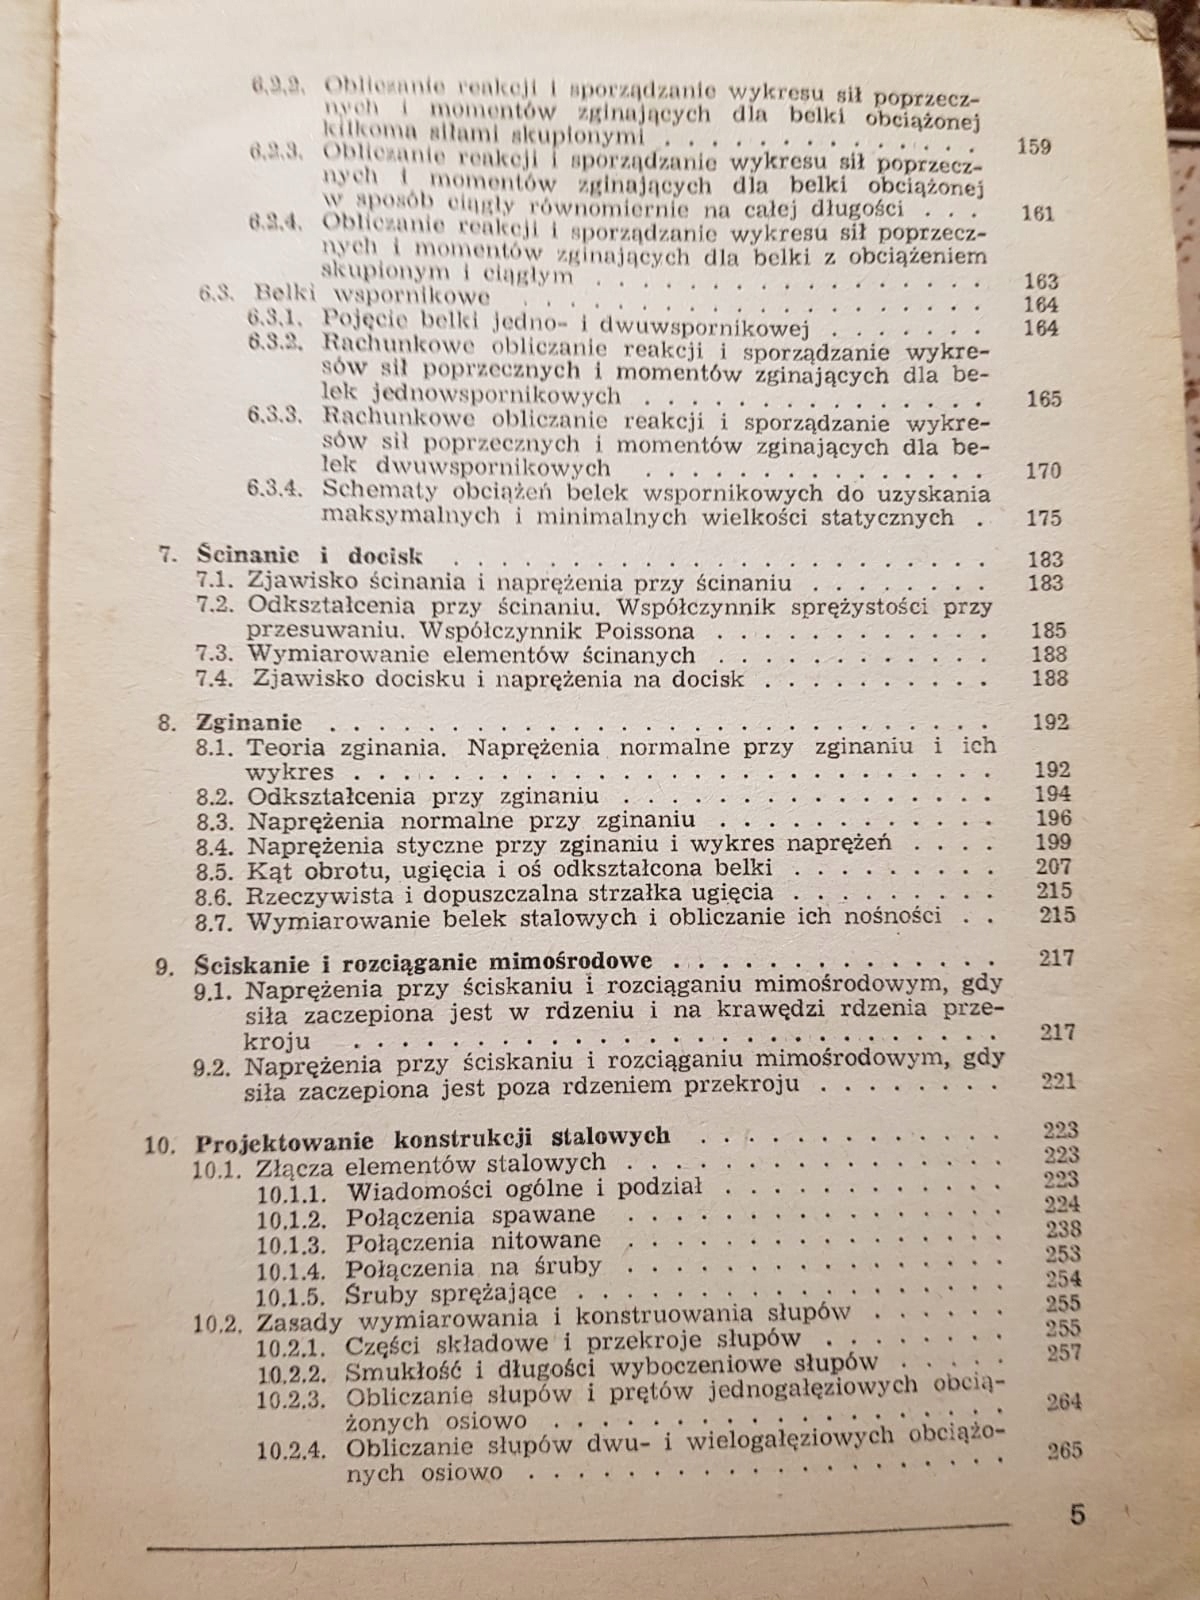 6.2.2. Obliczanie reakcji i sporządzanie wykresu sił poprzecz-
nych i momentów zginających dla belki obciążonej
kilkoma siłami skupionymi . . . . . . . . . . . . . . 159
6.2.3. Obliczanie reakcji i sporządzanie wykresu sił poprzecz-
nych i momentów zginających dla belki obciążonej
w sposób ciągły równomiernie na całej długości . . . 161
6.2.4. Obliczanie reakcji i sporządzanie wykresu sił poprzecz-
nych i momentów zginających dla belki z obciążeniem
skupionym i ciągłym . . . . . . . . . . . . . . . . . 163
6.3. Belki wspornikowe . . . . . . . . . . . . . . . . . . . 164
6.3.1. Pojęcie belki jedno- i dwuwspornikowej . . . . . . . 164
6.3.2. Rachunkowe obliczanie reakcji i sporządzanie wykre-
sów sił poprzecznych i momentów zginających dla be-
lek jednowspornikowych . . . . . . . . . . . . . . . 165
6.3.3. Rachunkowe obliczanie reakcji i sporządzanie wykre-
sów sił poprzecznych i momentów zginających dla be-
lek dwuwspornikowych . . . . . . . . . . . . . . . 170
6.3.4. Schematy obciążeń belek wspornikowych do uzyskania
maksymalnych i minimalnych wielkości statycznych . 175
7. Ścinanie i docisk . . . . . . . . . . . . . . . . . . . . . . 183
7.1. Zjawisko ścinania i naprężenia przy ścinaniu . . . . . . . . 183
7.2. Odkształcenia przy ścinaniu. Współczynnik sprężystości przy
przesuwaniu. Współczynnik Poissona . . . . . . . . . . . . 185
7.3. Wymiarowanie elementów ścinanych . . . . . . . . . . . . 188
7.4. Zjawisko docisku i naprężenia na docisk . . . . . . . . . . 188
8. Zginanie . . . . . . . . . . . . . . . . . . . . . . . . . . . 192
8.1. Teoria zginania. Naprężenia normalne przy zginaniu i ich
wykres . . . . . . . . . . . . . . . . . . . . . . . . . . 192
8.2. Odkształcenia przy zginaniu . . . . . . . . . . . . . . . . 194
8.3. Naprężenia normalne przy zginaniu . . . . . . . . . . . . 196
8.4. Naprężenia styczne przy zginaniu i wykres naprężeń . . . . 199
8.5. Kąt obrotu, ugięcia i oś odkształcona belki . . . . . . . . . 207
8.6. Rzeczywista i dopuszczalna strzałka ugięcia . . . . . . . . . 215
8.7. Wymiarowanie belek stalowych i obliczanie ich nośności . . 215
9. Ściskanie i rozciąganie mimośrodowe . . . . . . . . . . . . . . 217
9.1. Naprężenia przy ściskaniu i rozciąganiu mimośrodowym, gdy
siła zaczepiona jest w rdzeniu i na krawędzi rdzenia prze-
kroju . . . . . . . . . . . . . . . . . . . . . . . . . . . 217
9.2. Naprężenia przy ściskaniu i rozciąganiu mimośrodowym, gdy
siła zaczepiona jest poza rdzeniem przekroju . . . . . . . . 221
10. Projektowanie konstrukcji stalowych . . . . . . . . . . . . . 223
10.1. Złącza elementów stalowych . . . . . . . . . . . . . . . . 223
10.1.1. Wiadomości ogólne i podział . . . . . . . . . . . . 223
10.1.2. Połączenia spawane . . . . . . . . . . . . . . . . 224
10.1.3. Połączenia nitowane . . . . . . . . . . . . . . . . 238
10.1.4. Połączenia na śruby . . . . . . . . . . . . . . . . 253
10.1.5. Śruby sprężające . . . . . . . . . . . . . . . . . . 254
10.2. Zasady wymiarowania i konstruowania słupów . . . . . . 255
10.2.1. Części składowe i przekroje słupów . . . . . . . . 255
10.2.2. Smukłość i długości wyboczeniowe słupów . . . . . 257
10.2.3. Obliczanie słupów i prętów jednogałęziowych obcią-
żonych osiowo . . . . . . . . . . . . . . . . . . . 264
10.2.4. Obliczanie słupów dwu- i wielogałęziowych obciążo-
nych osiowo . . . . . . . . . . . . . . . . . . . . 265
5